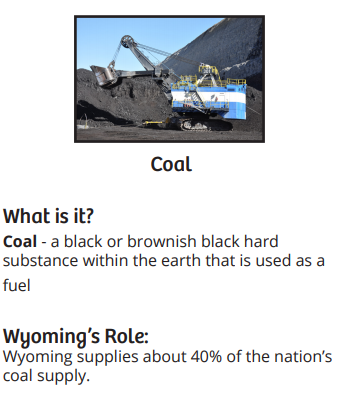 Coal
What is it?
Coal - a black or brownish black hard
substance within the earth that is used as a
fuel
Wyoming's Role:
Wyoming supplies about 40% of the nation's
coal supply.